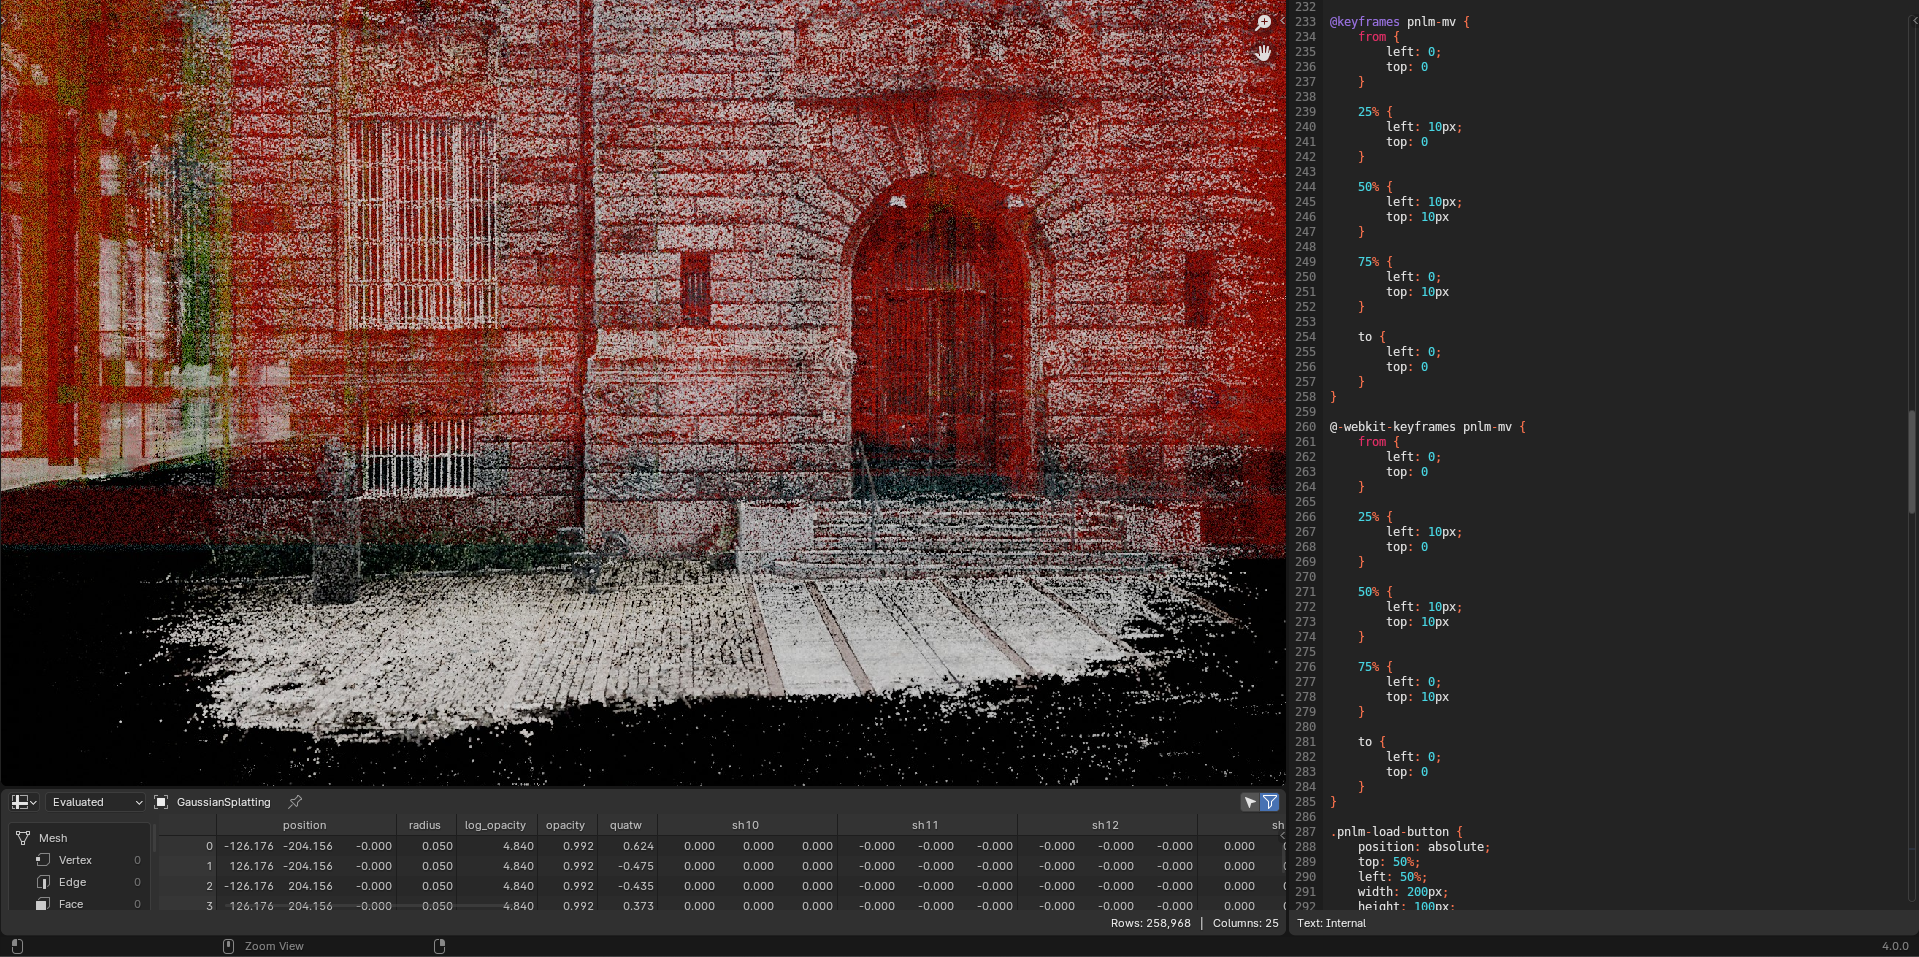 232
233 @keyframes pnlm-mv {
234 from {
235 left: 0;
236 top: 0
237 }
238
239 25% {
240 left: 10px;
241 top: 0
242 }
243
244 50% {
245 left: 10px;
246 top: 10px
247 }
248
249 75% {
250 left: 0;
251 top: 10px
252 }
253
254 to {
255 left: 0;
256 top: 0
257 }
258 }
259
260 @-webkit-keyframes pnlm-mv {
261 from {
262 left: 0;
263 top: 0
264 }
265
266 25% {
267 left: 10px;
268 top: 0
269 }
270
271 50% {
272 left: 10px;
273 top: 10px
274 }
275
276 75% {
277 left: 0;
278 top: 10px
279 }
280
281 to {
282 left: 0;
283 top: 0
284 }
285 }
286
287 .pnlm-load-button {
288 position: absolute;
289 top: 50%;
290 left: 50%;
291 width: 200px;
292 height: 100px;
Text: Internal
Evaluated GaussianSplatting
Mesh
Vertex 0
Edge 0
Face 0
position radius log_opacity opacity quatw sh10 sh11 sh12 sh
0 -126.176 -204.156 -0.000 0.050 4.840 0.992 0.624 0.000 0.000 0.000 -0.000 -0.000 -0.000 -0.000 -0.000 -0.000 0.000
1 126.176 204.156 -0.000 0.050 4.840 0.992 -0.475 0.000 0.000 0.000 -0.000 -0.000 -0.000 -0.000 -0.000 -0.000 0.000
2 -126.176 204.156 -0.000 0.050 4.840 0.992 -0.435 0.000 0.000 0.000 -0.000 -0.000 -0.000 -0.000 -0.000 -0.000 0.000
3 126.176 204.156 -0.000 0.050 4.840 0.992 0.373 0.000 0.000 0.000 -0.000 -0.000 -0.000 -0.000 -0.000 -0.000 0.000
Rows: 258,968 | Columns: 25
Zoom View
4.0.0